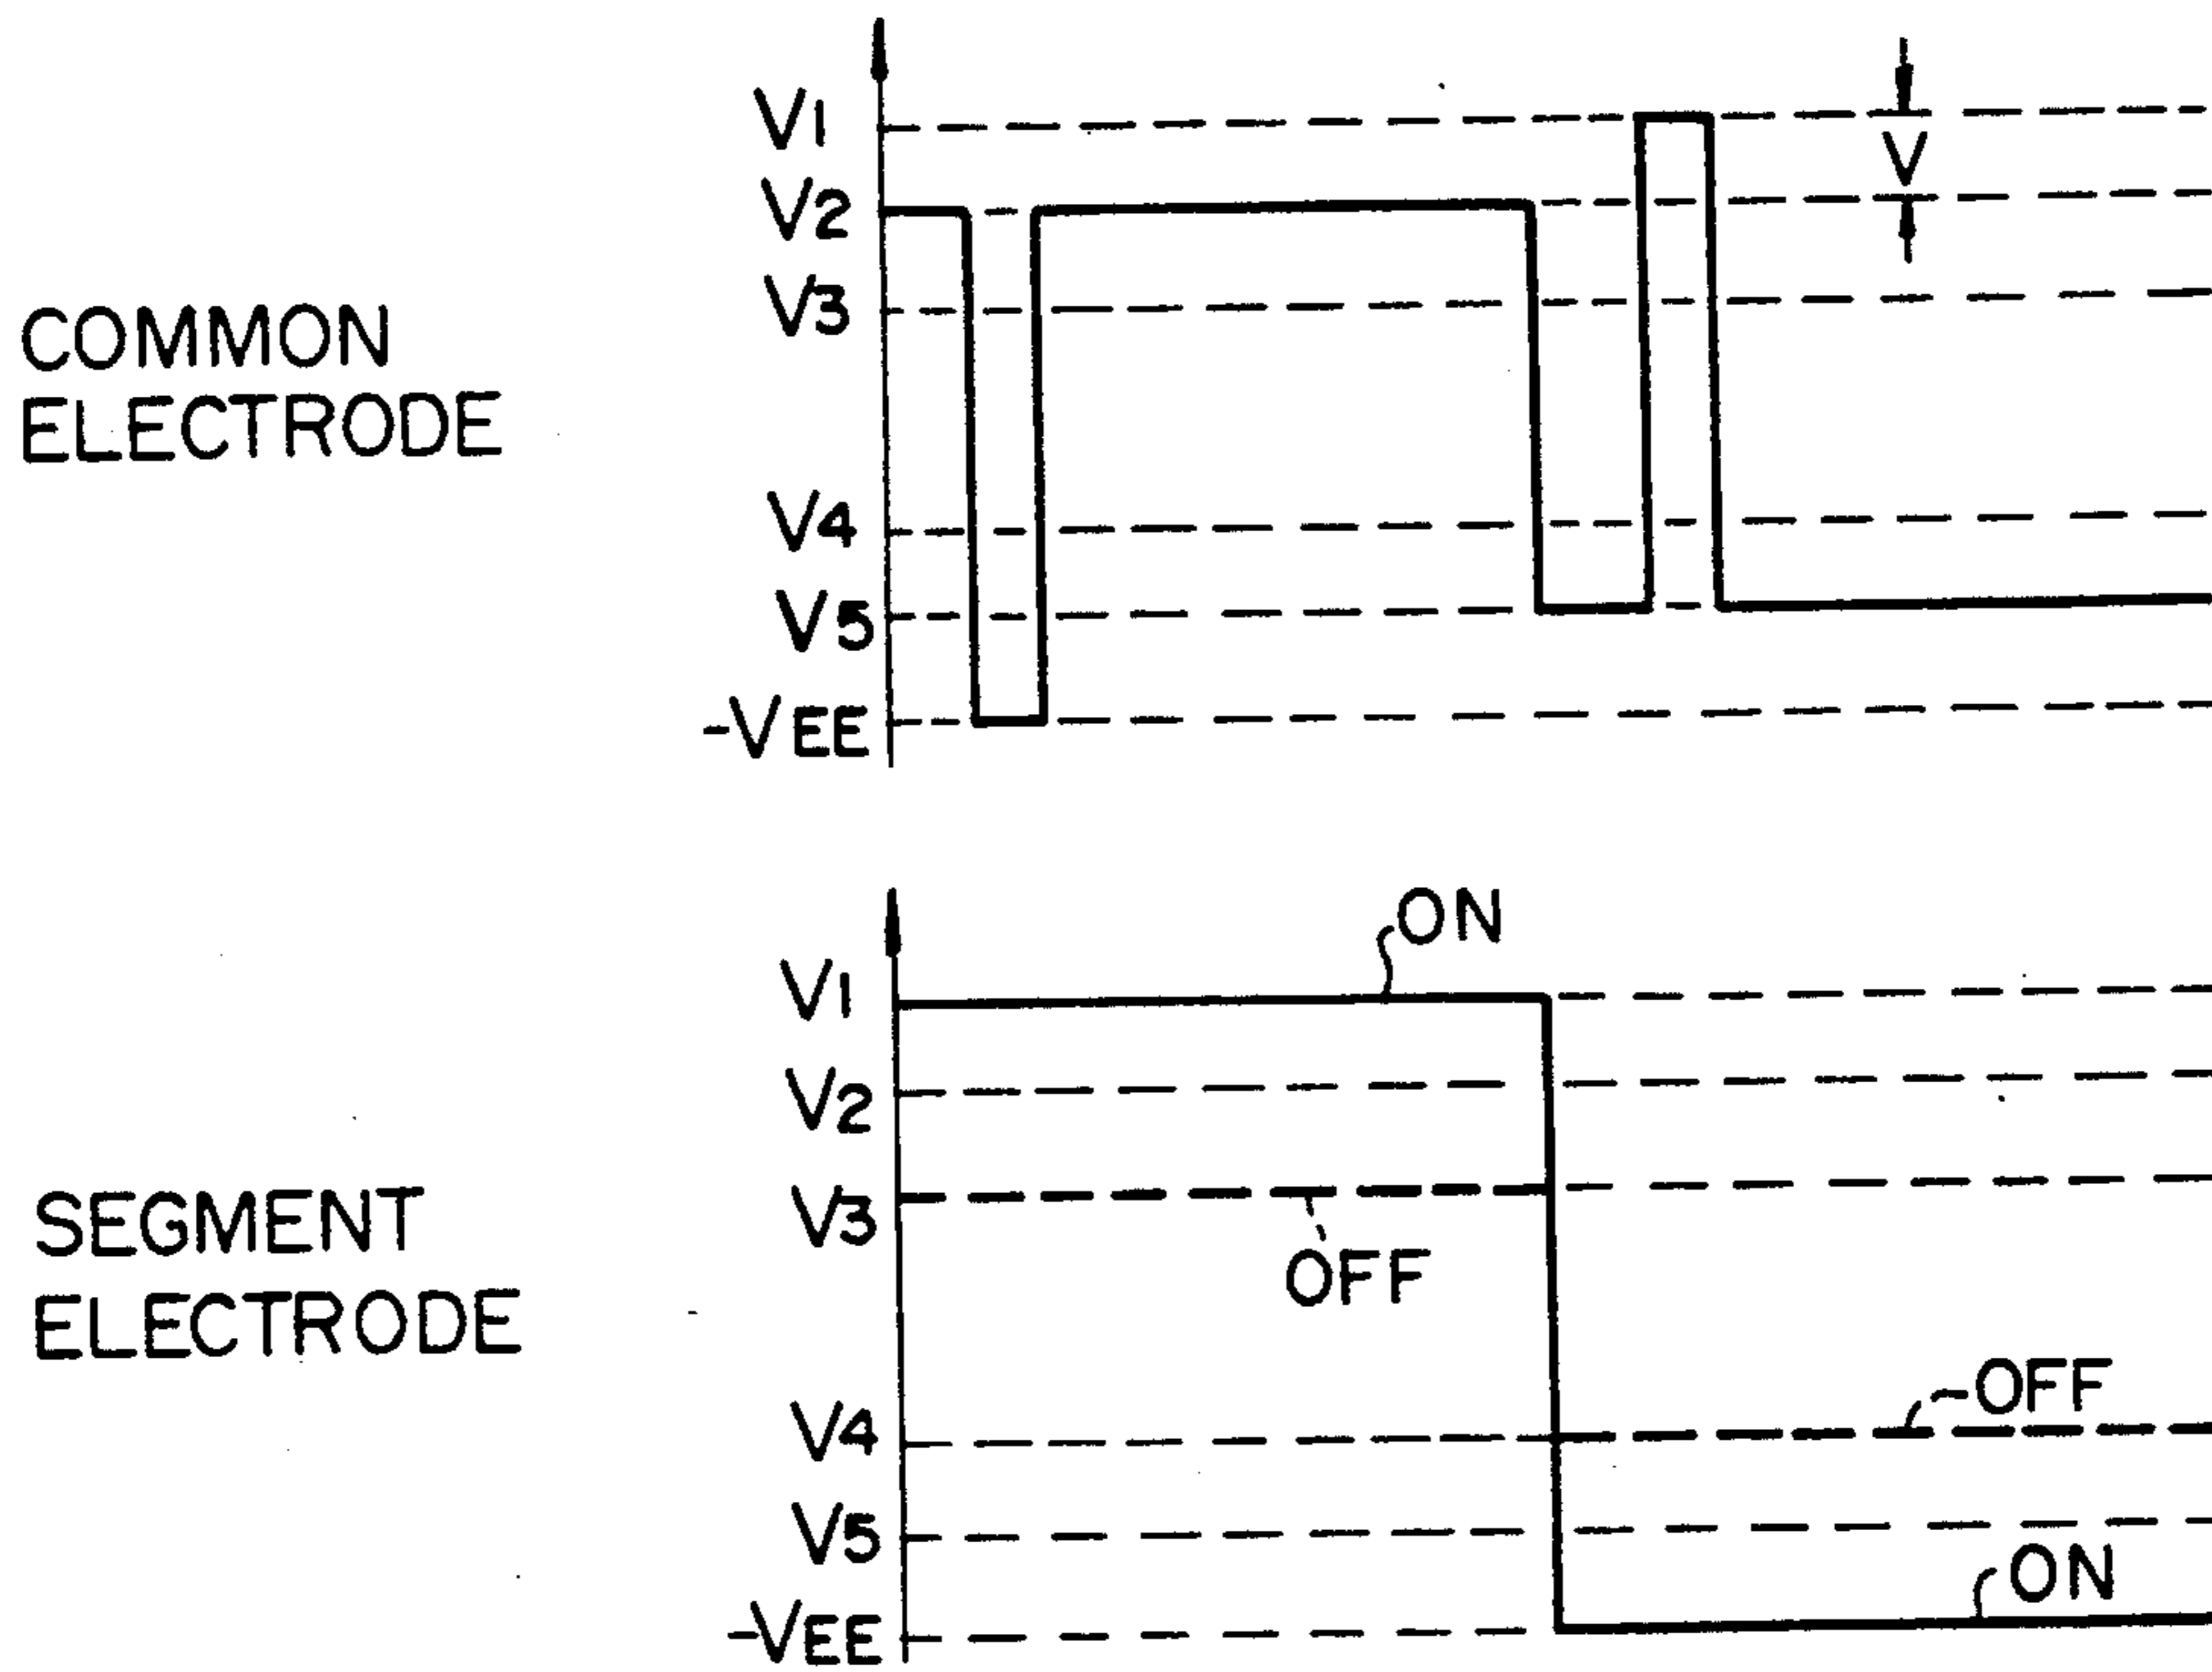 V1
V
V2
V3
COMMON
ELECTRODE
V4
V5
-VEE
ON
V1
V2
V3
SEGMENT
ELECTRODE
OFF
OFF
V4
V5
ON
-VEE